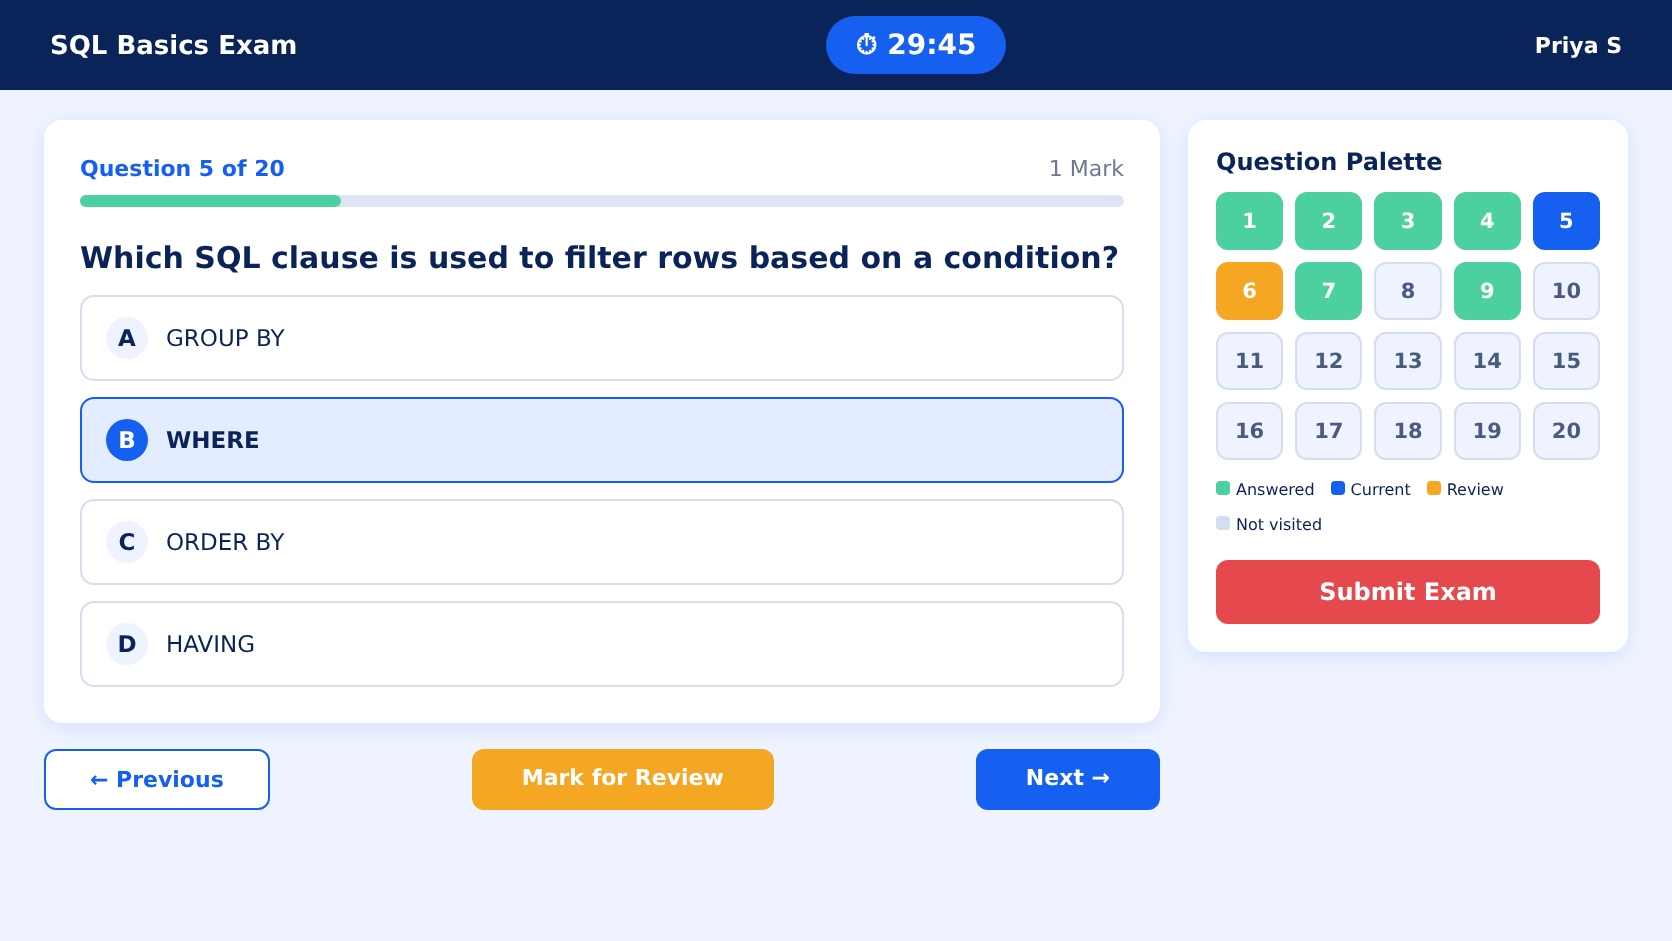 SQL Basics Exam
⏱ 29:45
Priya S
Question 5 of 20
1 Mark
Which SQL clause is used to filter rows based on a condition?
A GROUP BY
B WHERE
C ORDER BY
D HAVING
← Previous
Mark for Review
Next →
Question Palette
1 2 3 4 5
6 7 8 9 10
11 12 13 14 15
16 17 18 19 20
Answered Current Review
Not visited
Submit Exam